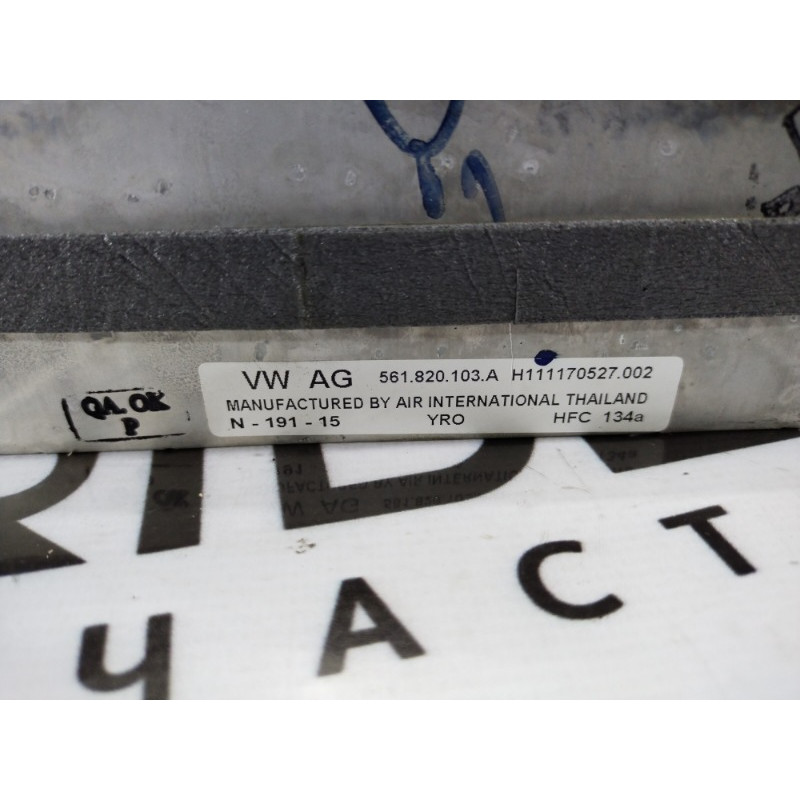 VW AG 561.820.103.A H111170527.002
MANUFACTURED BY AIR INTERNATIONAL THAILAND
N - 191 - 15 YRO HFC 134a
QA. OK
P
ЧАСТ